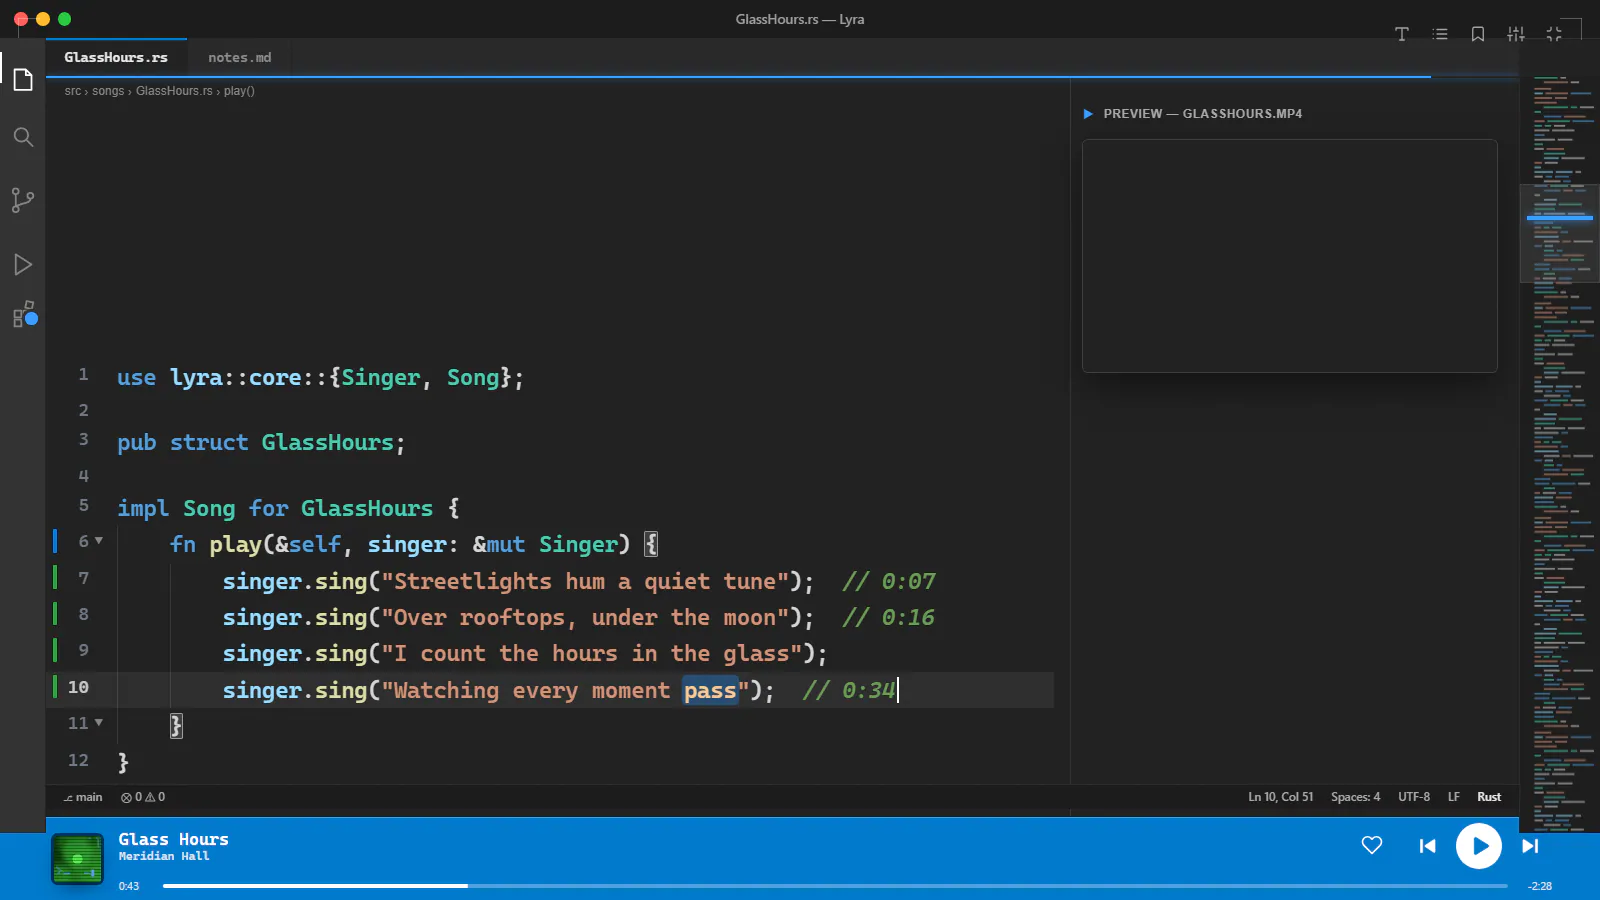 GlassHours.rs — Lyra
GlassHours.rs
notes.md
src › songs › GlassHours.rs › play()
PREVIEW — GLASSHOURS.MP4
1 use lyra::core::{Singer, Song};
2
3 pub struct GlassHours;
4
5 impl Song for GlassHours {
6 fn play(&self, singer: &mut Singer) {
7 singer.sing("Streetlights hum a quiet tune"); // 0:07
8 singer.sing("Over rooftops, under the moon"); // 0:16
9 singer.sing("I count the hours in the glass");
10 singer.sing("Watching every moment pass"); // 0:34
11 }
12 }
main 0 0
Ln 10, Col 51 Spaces: 4 UTF-8 LF Rust
Glass Hours
Meridian Hall
0:43
-2:28